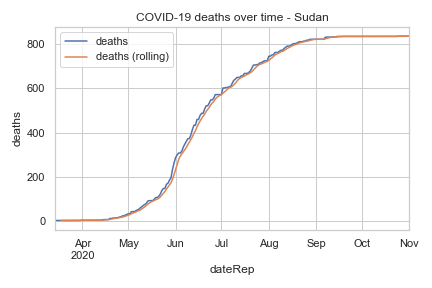 COVID-19 deaths over time - Sudan
deaths
deaths (rolling)
deaths
800
600
400
200
0
Apr May Jun Jul Aug Sep Oct Nov
2020
dateRep